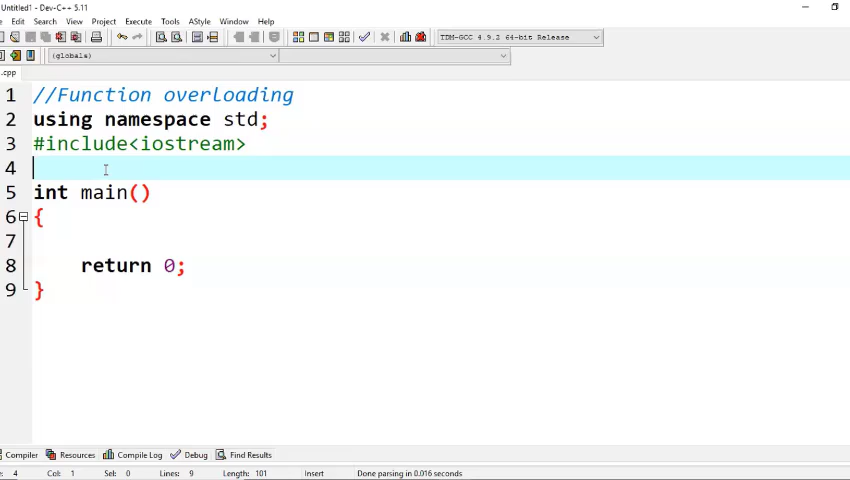 Untitled1 * - Dev-C++ 5.11
Edit Search View Project Execute Tools AStyle Window Help
TDM-GCC 4.9.2 64-bit Release
(globals)
.cpp
1 //Function overloading
2 using namespace std;
3 #include<iostream>
4
5 int main()
6 {
7
8 return 0;
9 }
Compiler Resources Compile Log Debug Find Results
4 Col: 1 Sel: 0 Lines: 9 Length: 101 Insert Done parsing in 0.016 seconds